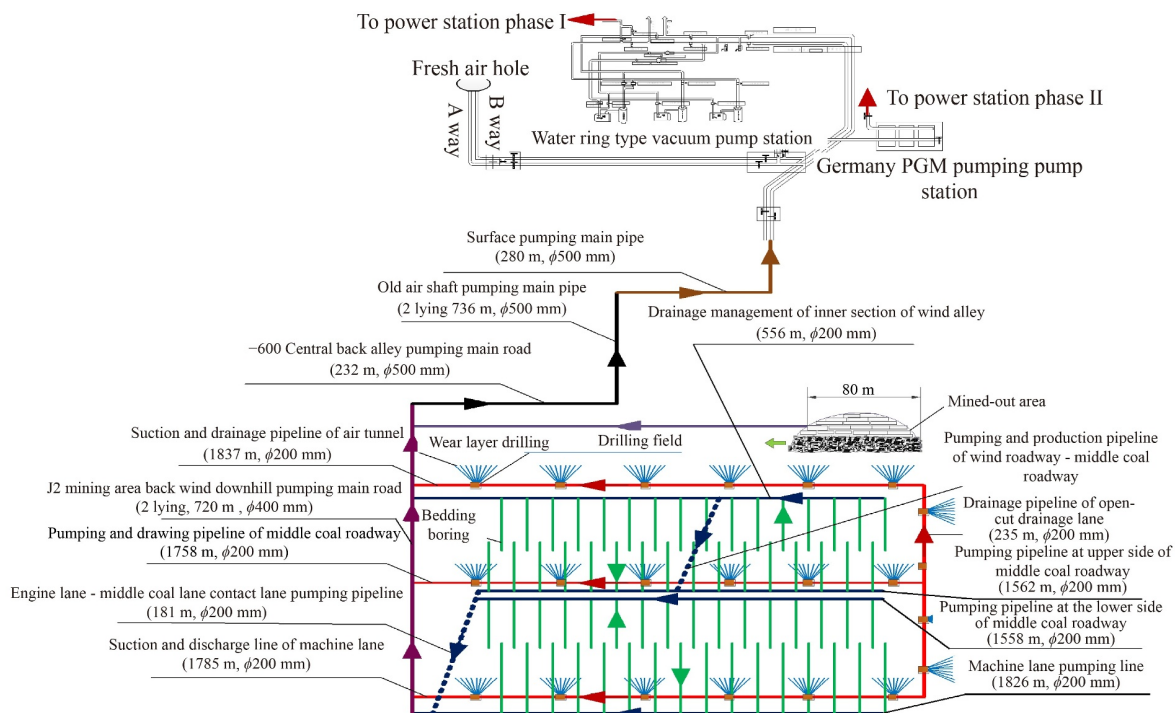 To power station phase I
Fresh air hole
A way
B way
To power station phase II
Water ring type vacuum pump station
Germany PGM pumping pump
station
Surface pumping main pipe
(280 m, ϕ500 mm)
Old air shaft pumping main pipe
(2 lying 736 m, ϕ500 mm)
Drainage management of inner section of wind alley
(556 m, ϕ200 mm)
−600 Central back alley pumping main road
(232 m, ϕ500 mm)
80 m
Mined-out area
Suction and drainage pipeline of air tunnel
(1837 m, ϕ200 mm)
Wear layer drilling
Drilling field
Pumping and production pipeline
of wind roadway - middle coal
roadway
J2 mining area back wind downhill pumping main road
(2 lying, 720 m , ϕ400 mm)
Bedding
boring
Drainage pipeline of open-
cut drainage lane
(235 m, ϕ200 mm)
Pumping and drawing pipeline of middle coal roadway
(1758 m, ϕ200 mm)
Pumping pipeline at upper side of
middle coal roadway
(1562 m, ϕ200 mm)
Engine lane - middle coal lane contact lane pumping pipeline
(181 m, ϕ200 mm)
Pumping pipeline at the lower side
of middle coal roadway
(1558 m, ϕ200 mm)
Suction and discharge line of machine lane
(1785 m, ϕ200 mm)
Machine lane pumping line
(1826 m, ϕ200 mm)